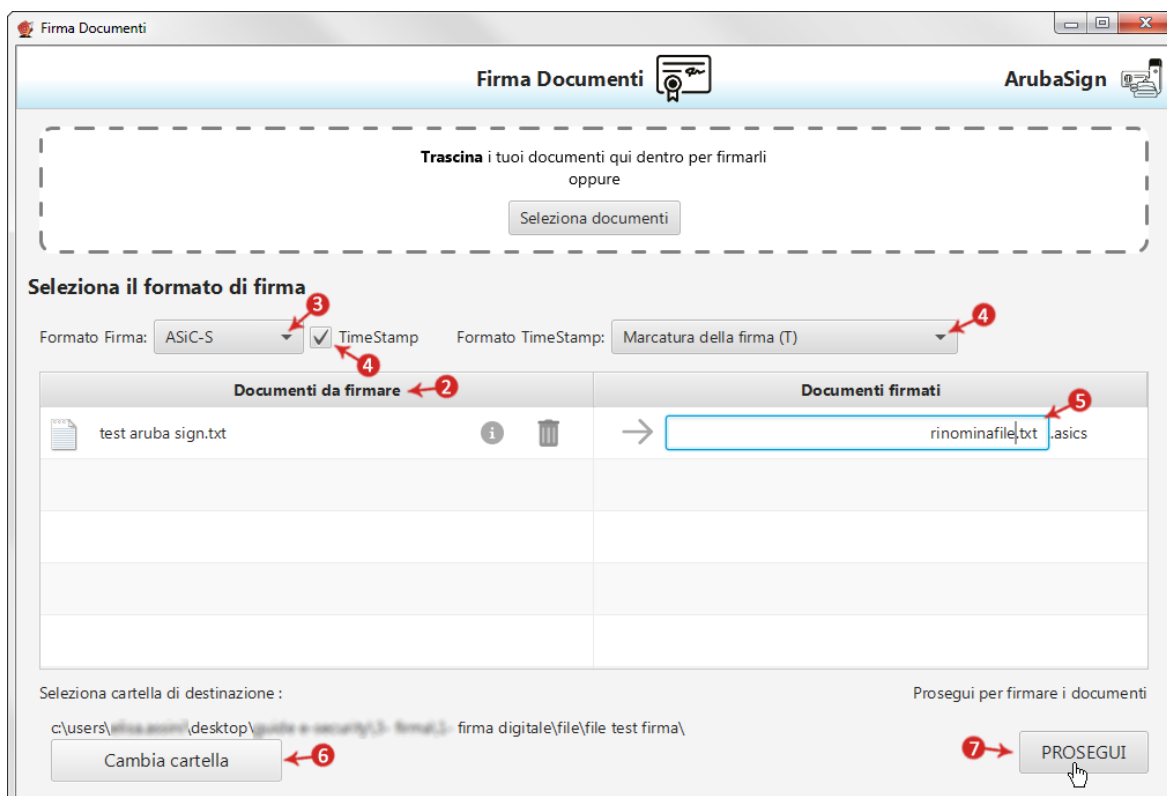 Firma Documenti
Firma Documenti
ArubaSign
Trascina i tuoi documenti qui dentro per firmarli
oppure
Seleziona documenti
Seleziona il formato di firma
3
4
Formato Firma: ASiC-S TimeStamp Formato TimeStamp: Marcatura della firma (T)
4
Documenti da firmare 2 Documenti firmati
5
test aruba sign.txt rinominafile.txt .asics
Seleziona cartella di destinazione : Prosegui per firmare i documenti
c:\users\ \desktop\ firma digitale\file\file test firma\
Cambia cartella 6 7 PROSEGUI